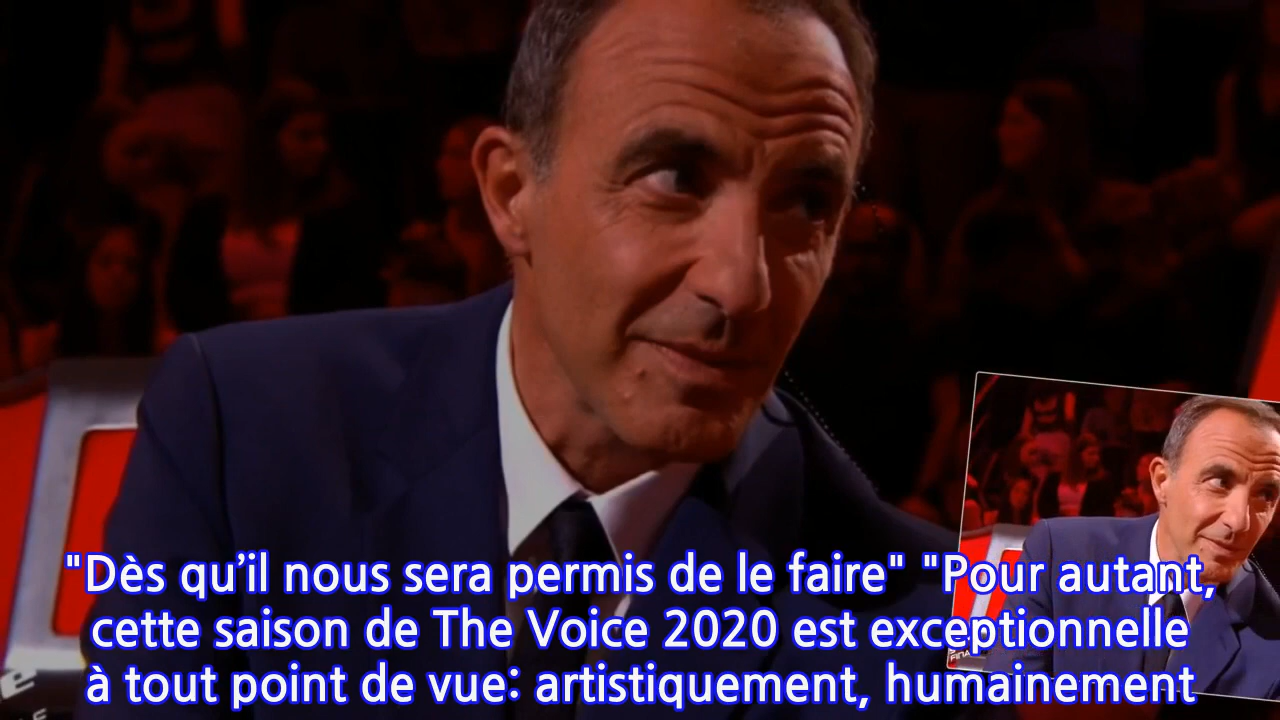 "Dès qu’il nous sera permis de le faire" "Pour autant,
cette saison de The Voice 2020 est exceptionnelle
à tout point de vue: artistiquement, humainement